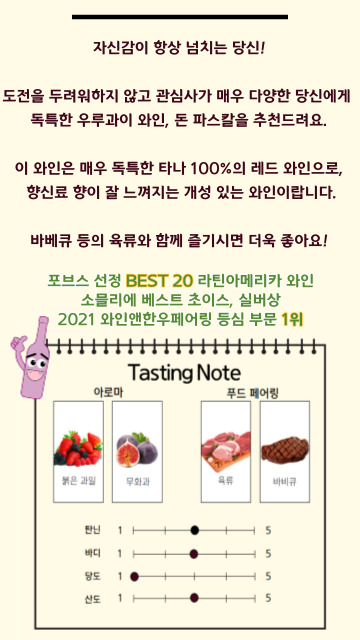 자신감이 항상 넘치는 당신!
도전을 두려워하지 않고 관심사가 매우 다양한 당신에게
독특한 우루과이 와인, 돈 파스칼을 추천드려요.
이 와인은 매우 독특한 타나 100%의 레드 와인으로,
향신료 향이 잘 느껴지는 개성 있는 와인이랍니다.
바베큐 등의 육류와 함께 즐기시면 더욱 좋아요!
포브스 선정 BEST 20 라틴아메리카 와인
소믈리에 베스트 초이스, 실버상
2021 와인앤한우페어링 등심 부문 1위
Tasting Note
아로마 푸드 페어링
붉은 과일 무화과 육류 바비큐
탄닌 1 5
바디 1 5
당도 1 5
산도 1 5